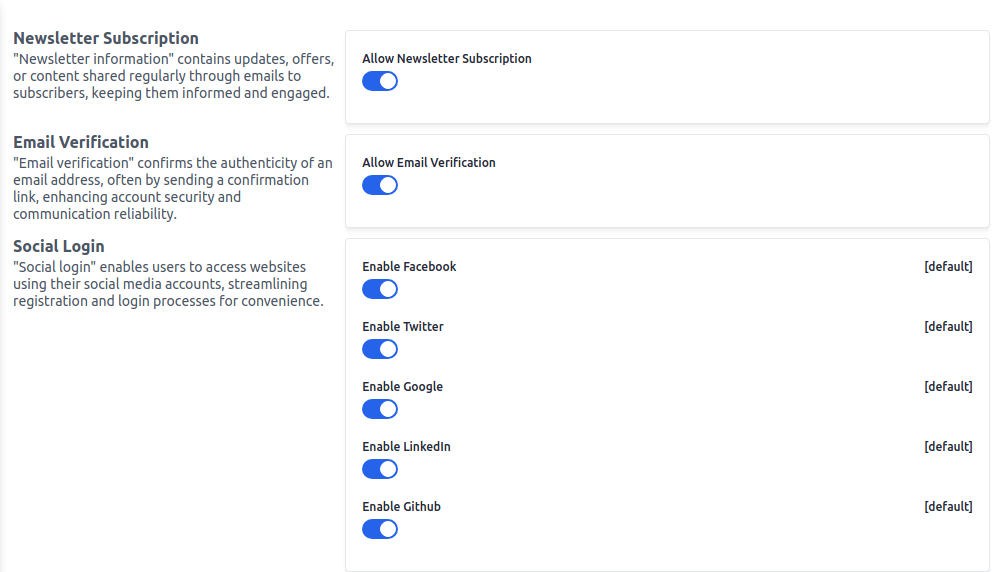 Newsletter Subscription
"Newsletter information" contains updates, offers,
or content shared regularly through emails to
subscribers, keeping them informed and engaged.
Allow Newsletter Subscription
Email Verification
"Email verification" confirms the authenticity of an
email address, often by sending a confirmation
link, enhancing account security and
communication reliability.
Allow Email Verification
Social Login
"Social login" enables users to access websites
using their social media accounts, streamlining
registration and login processes for convenience.
Enable Facebook [default]
Enable Twitter [default]
Enable Google [default]
Enable LinkedIn [default]
Enable Github [default]